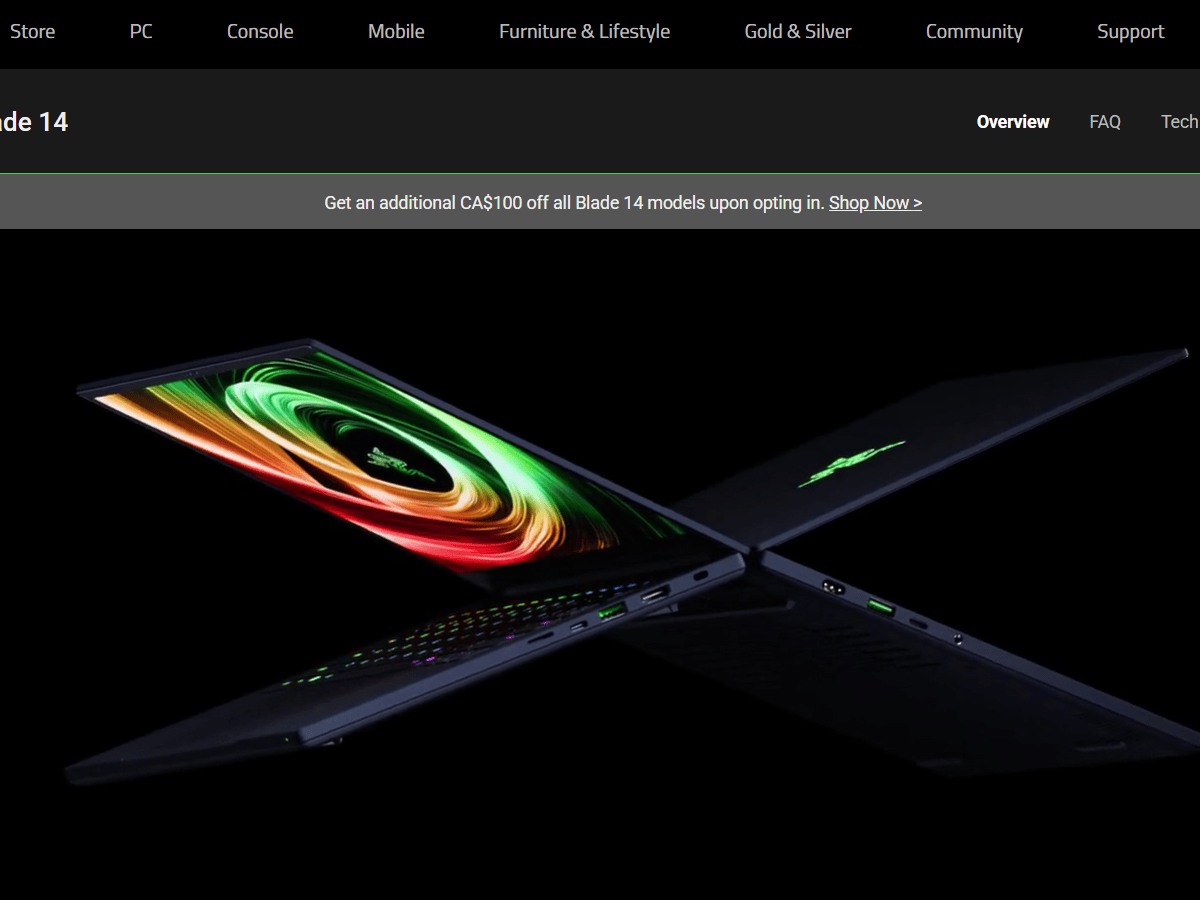 Store PC Console Mobile Furniture & Lifestyle Gold & Silver Community Support
ade 14 Overview FAQ Tech
Get an additional CA$100 off all Blade 14 models upon opting in. Shop Now >